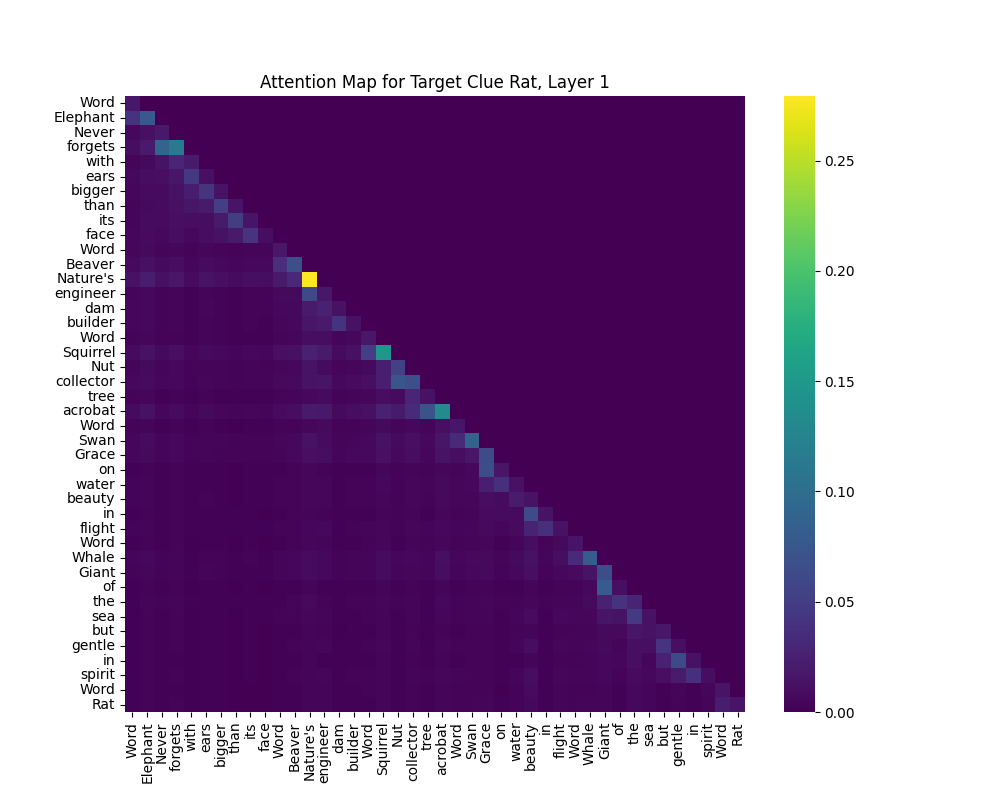 Attention Map for Target Clue Rat, Layer 1
Word
Elephant
Never
forgets
with
ears
bigger
than
its
face
Word
Beaver
Nature's
engineer
dam
builder
Word
Squirrel
Nut
collector
tree
acrobat
Word
Swan
Grace
on
water
beauty
in
flight
Word
Whale
Giant
of
the
sea
but
gentle
in
spirit
Word
Rat
Word
Elephant
Never
forgets
with
ears
bigger
than
its
face
Word
Beaver
Nature's
engineer
dam
builder
Word
Squirrel
Nut
collector
tree
acrobat
Word
Swan
Grace
on
water
beauty
in
flight
Word
Whale
Giant
of
the
sea
but
gentle
in
spirit
Word
Rat
0.25
0.20
0.15
0.10
0.05
0.00